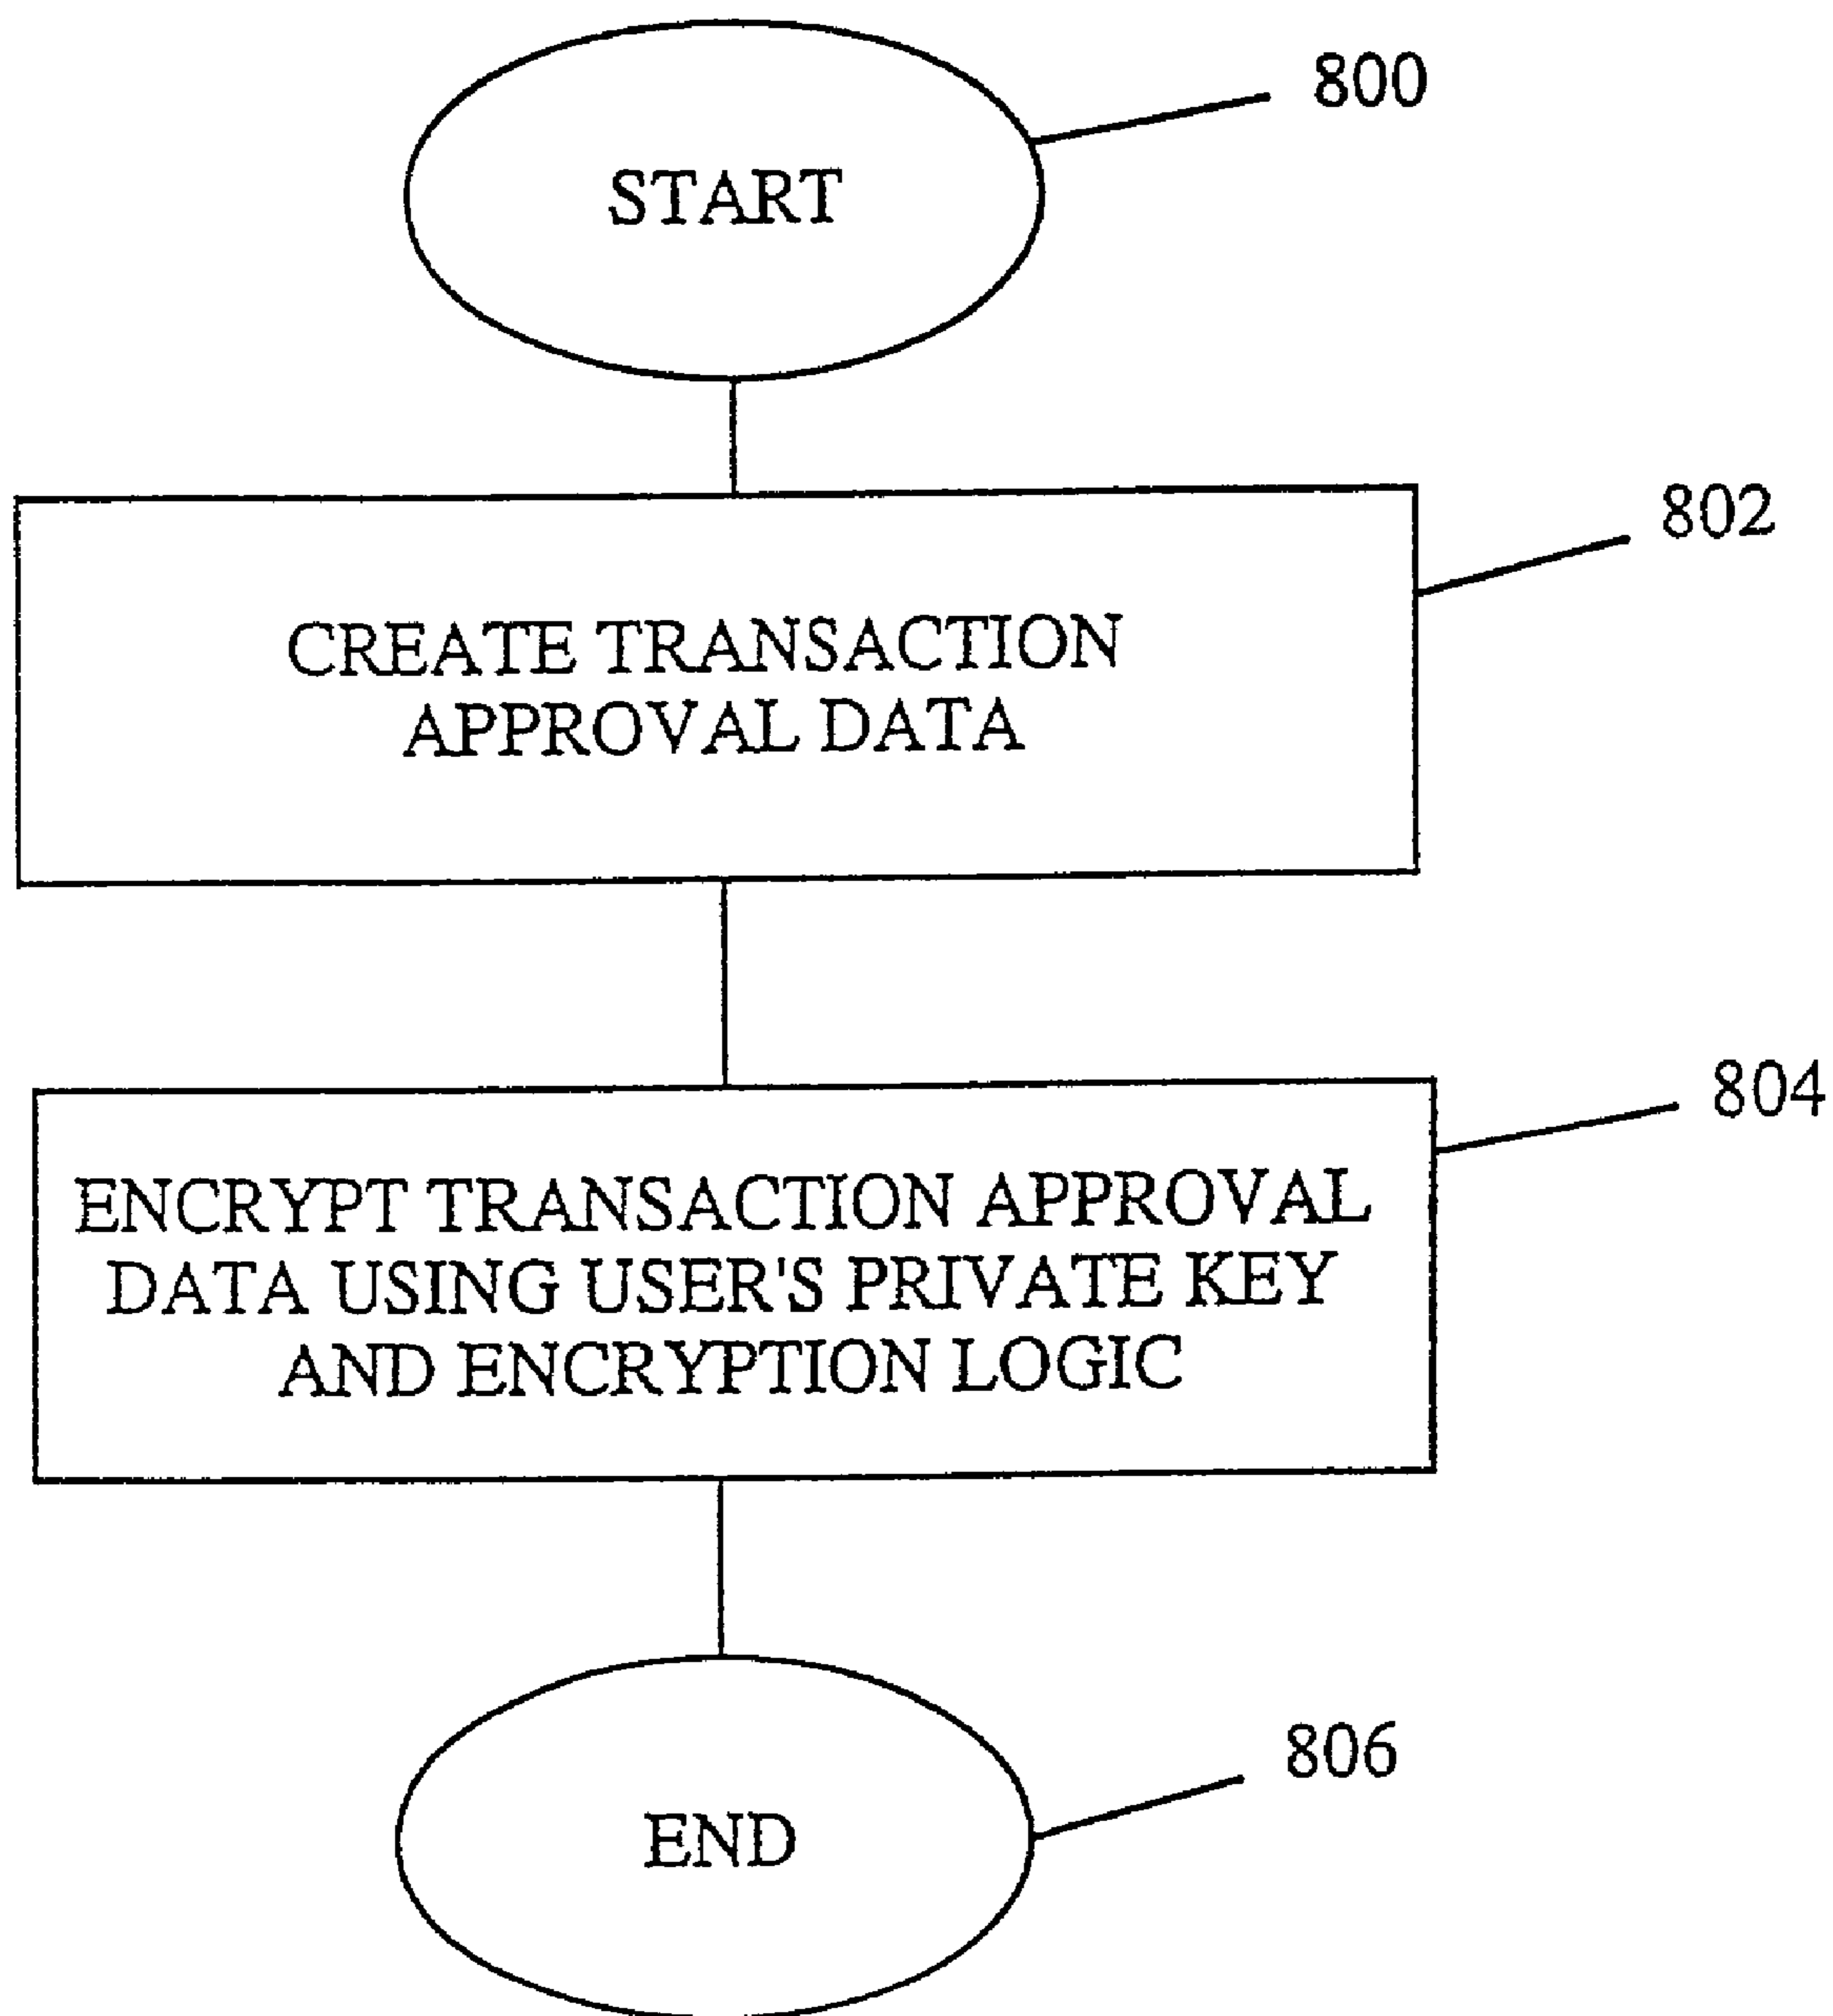 800
START
802
CREATE TRANSACTION
APPROVAL DATA
804
ENCRYPT TRANSACTION APPROVAL
DATA USING USER'S PRIVATE KEY
AND ENCRYPTION LOGIC
806
END